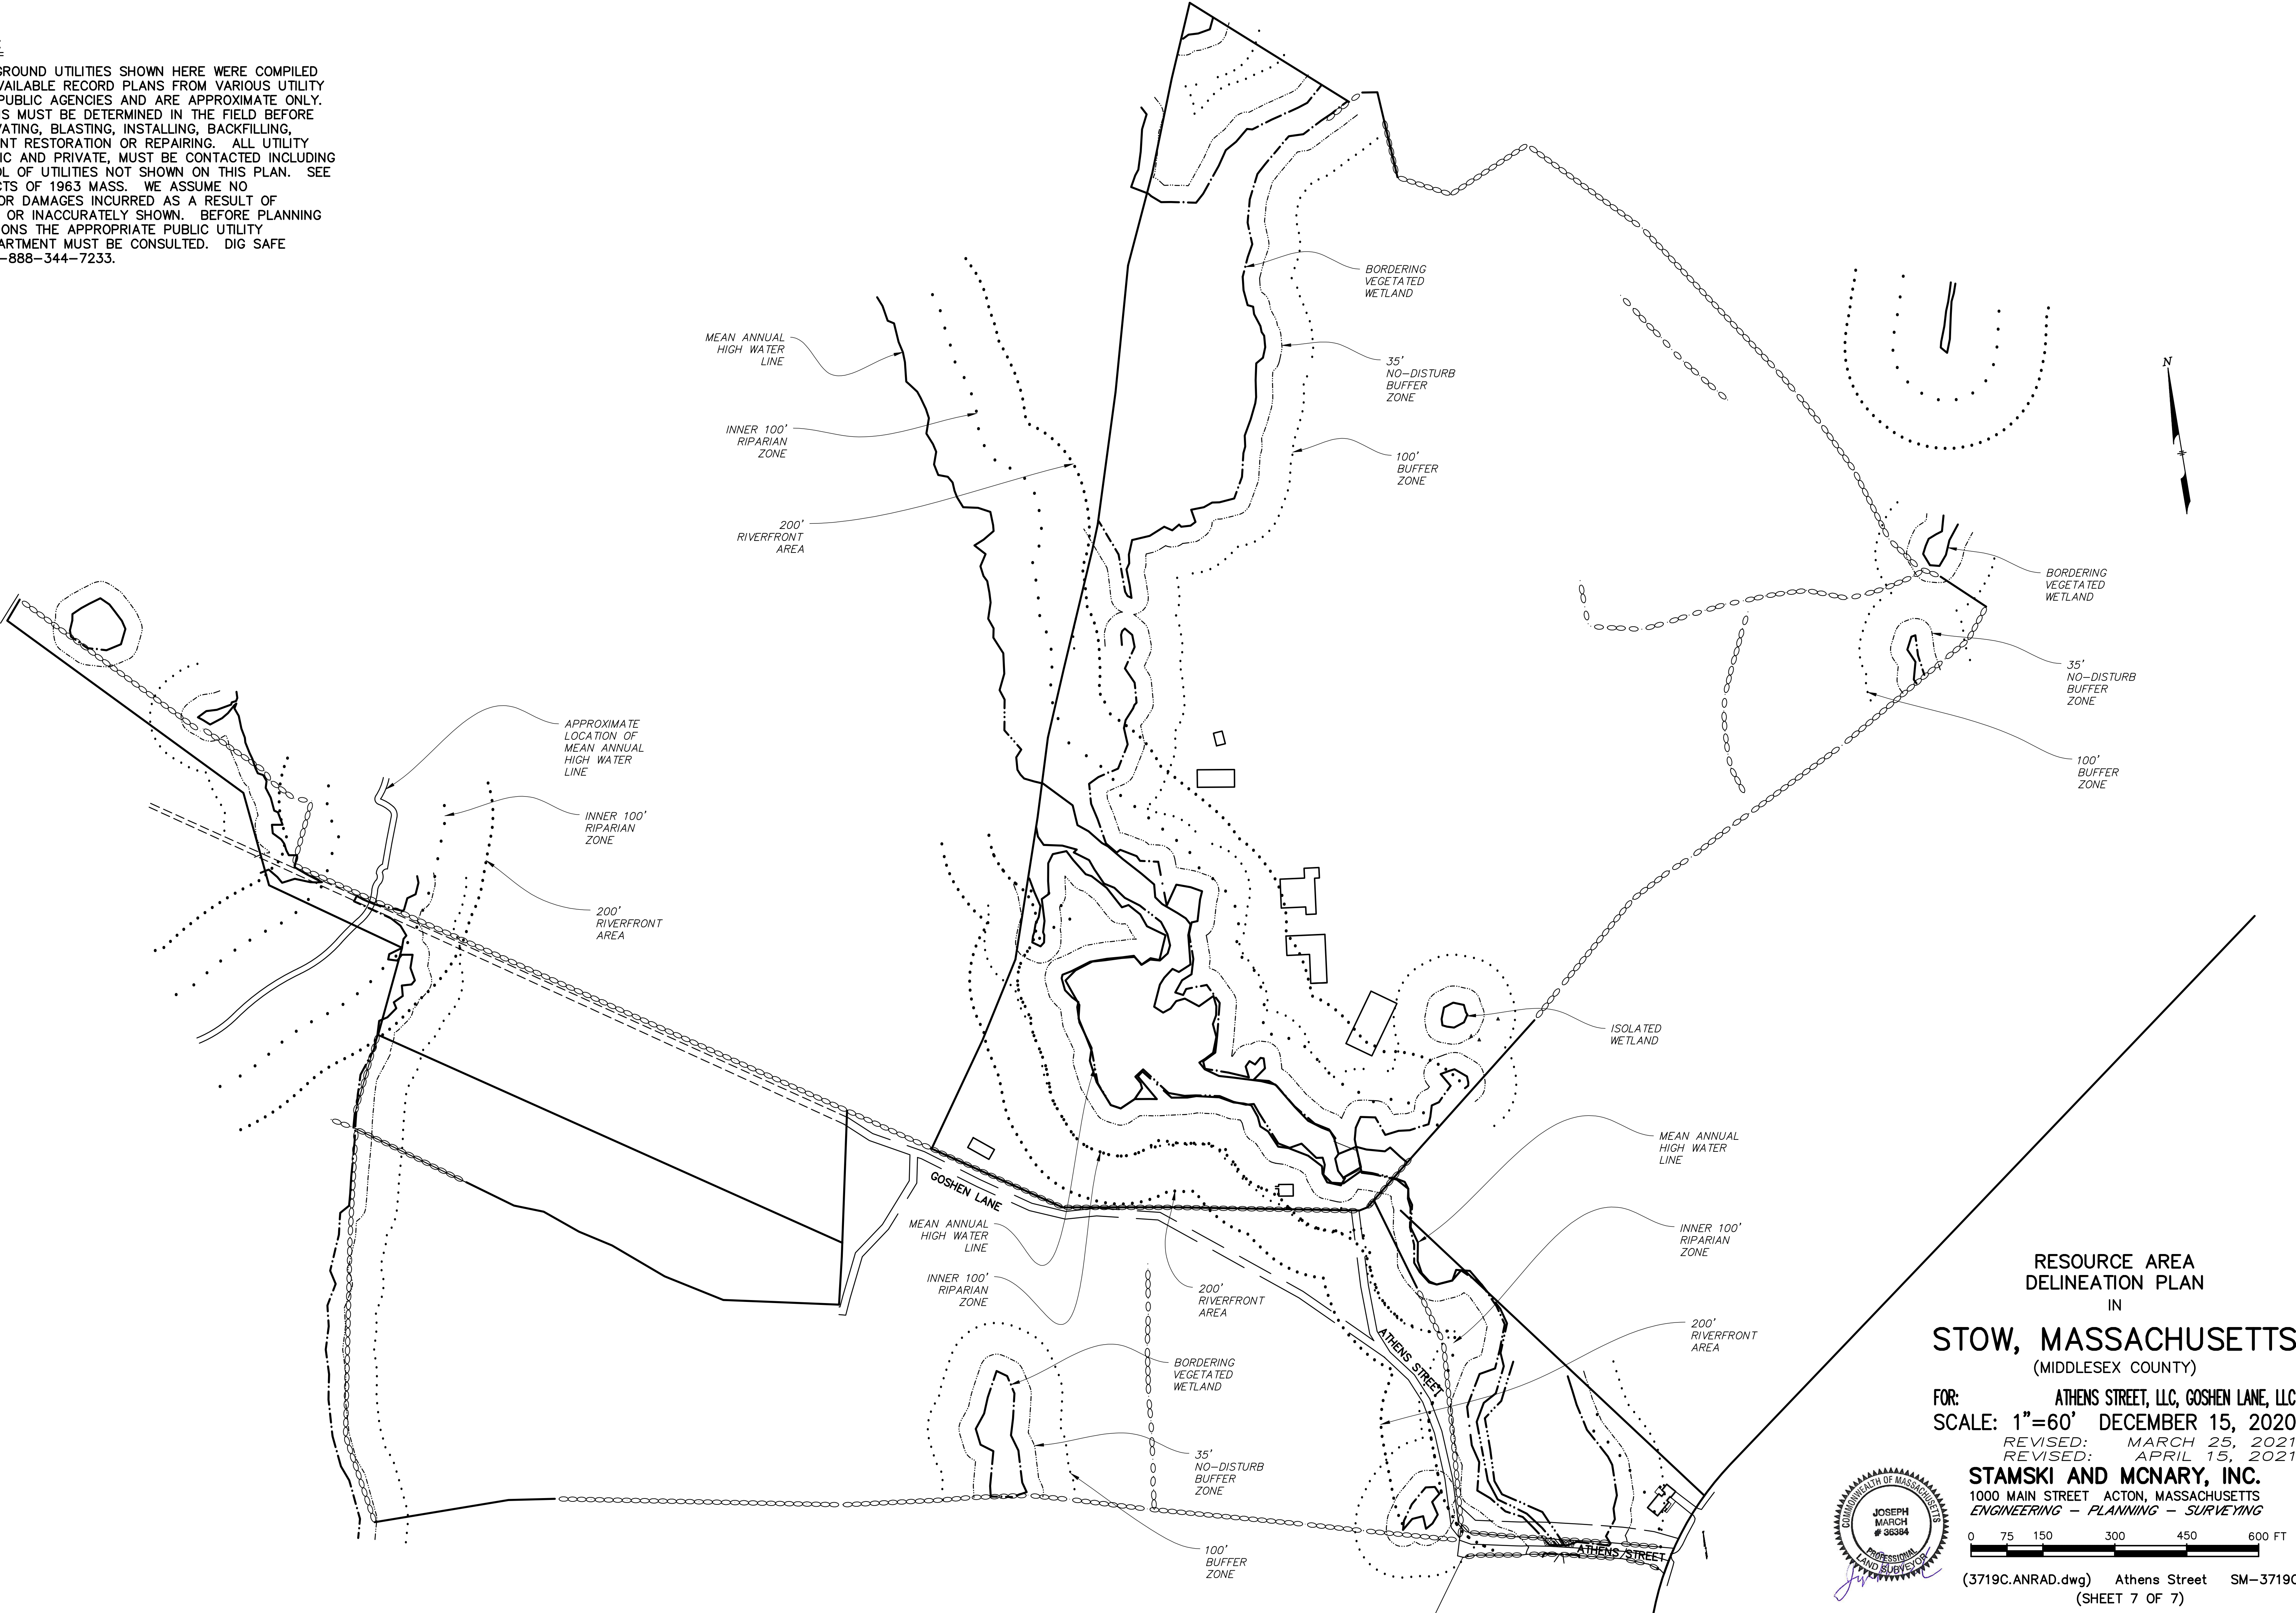 GROUND UTILITIES SHOWN HERE WERE COMPILED
VAILABLE RECORD PLANS FROM VARIOUS UTILITY
PUBLIC AGENCIES AND ARE APPROXIMATE ONLY.
S MUST BE DETERMINED IN THE FIELD BEFORE
VATING, BLASTING, INSTALLING, BACKFILLING,
NT RESTORATION OR REPAIRING. ALL UTILITY
IC AND PRIVATE, MUST BE CONTACTED INCLUDING
OL OF UTILITIES NOT SHOWN ON THIS PLAN. SEE
CTS OF 1963 MASS. WE ASSUME NO
OR DAMAGES INCURRED AS A RESULT OF
OR INACCURATELY SHOWN. BEFORE PLANNING
ONS THE APPROPRIATE PUBLIC UTILITY
ARTMENT MUST BE CONSULTED. DIG SAFE
-888-344-7233.
BORDERING
VEGETATED
WETLAND
MEAN ANNUAL
HIGH WATER
LINE
35'
NO-DISTURB
BUFFER
ZONE
N
INNER 100'
RIPARIAN
ZONE
100'
BUFFER
ZONE
200'
RIVERFRONT
AREA
BORDERING
VEGETATED
WETLAND
35'
NO-DISTURB
BUFFER
ZONE
100'
BUFFER
ZONE
APPROXIMATE
LOCATION OF
MEAN ANNUAL
HIGH WATER
LINE
INNER 100'
RIPARIAN
ZONE
200'
RIVERFRONT
AREA
ISOLATED
WETLAND
MEAN ANNUAL
HIGH WATER
LINE
GOSHEN LANE
MEAN ANNUAL
HIGH WATER
LINE
INNER 100'
RIPARIAN
ZONE
INNER 100'
RIPARIAN
ZONE
200'
RIVERFRONT
AREA
200'
RIVERFRONT
AREA
ATHENS STREET
BORDERING
VEGETATED
WETLAND
35'
NO-DISTURB
BUFFER
ZONE
100'
BUFFER
ZONE
ATHENS STREET
RESOURCE AREA
DELINEATION PLAN
IN
STOW, MASSACHUSETTS
(MIDDLESEX COUNTY)
FOR: ATHENS STREET, LLC, GOSHEN LANE, LLC
SCALE: 1"=60' DECEMBER 15, 2020
REVISED: MARCH 25, 2021
REVISED: APRIL 15, 2021
STAMSKI AND MCNARY, INC.
1000 MAIN STREET ACTON, MASSACHUSETTS
ENGINEERING - PLANNING - SURVEYING
0 75 150 300 450 600 FT
COMMONWEALTH OF MASSACHUSETTS
JOSEPH
MARCH
# 36384
PROFESSIONAL
LAND SURVEYOR
(3719C.ANRAD.dwg) Athens Street SM-3719C
(SHEET 7 OF 7)